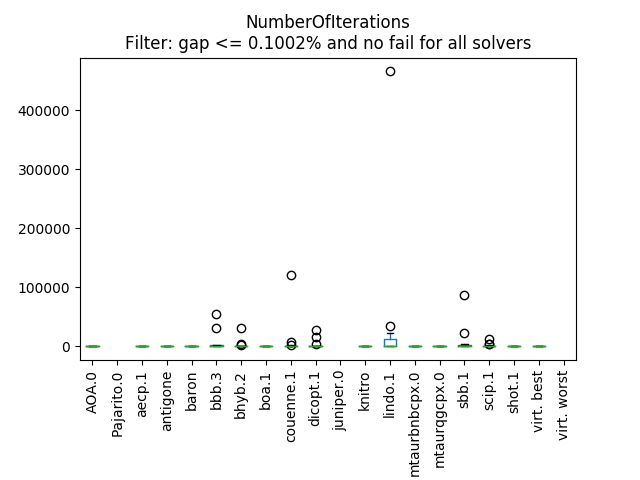 NumberOfIterations
Filter: gap <= 0.1002% and no fail for all solvers
400000
300000
200000
100000
0
AOA.0
Pajarito.0
aecp.1
antigone
baron
bbb.3
bhyb.2
boa.1
couenne.1
dicopt.1
juniper.0
knitro
lindo.1
mtaurbnbcpx.0
mtaurqgcpx.0
sbb.1
scip.1
shot.1
virt. best
virt. worst